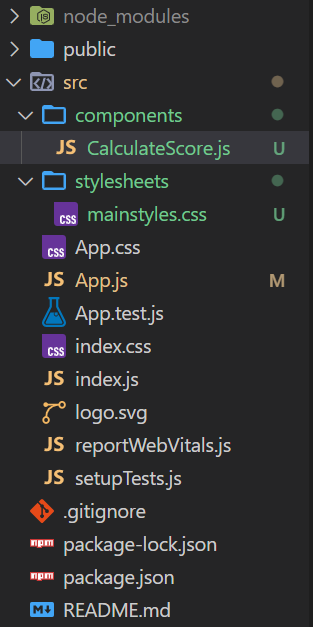 node_modules
public
src
components
JS CalculateScore.js U
stylesheets
css mainstyles.css U
css App.css
JS App.js M
App.test.js
css index.css
JS index.js
logo.svg
JS reportWebVitals.js
JS setupTests.js
.gitignore
npm package-lock.json
npm package.json
README.md